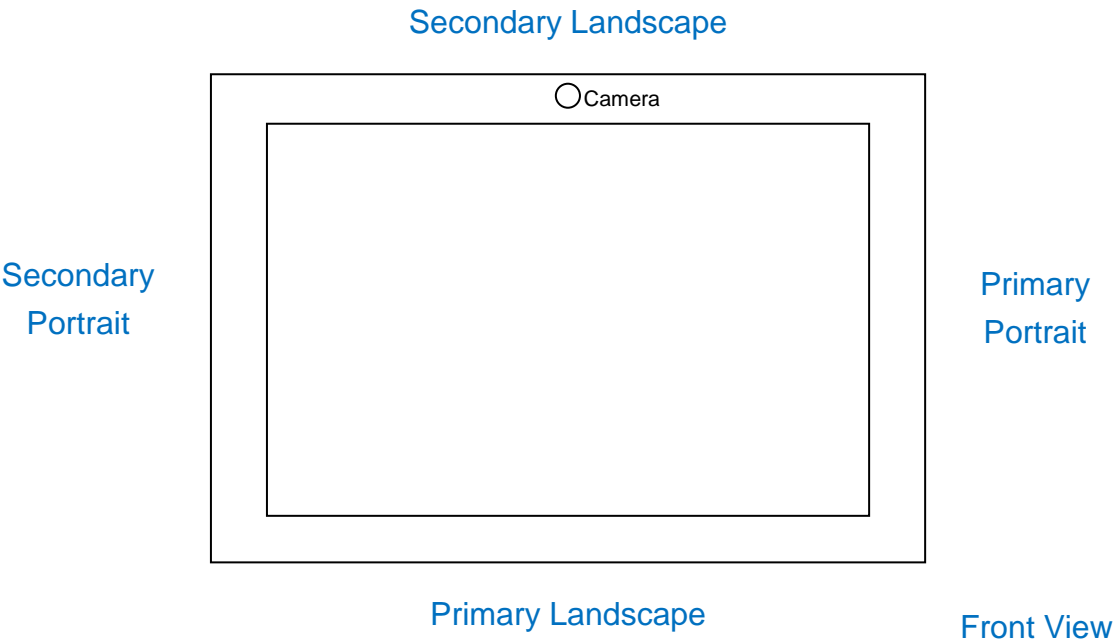 Secondary Landscape
Camera
Secondary
Portrait
Primary
Portrait
Primary Landscape
Front View